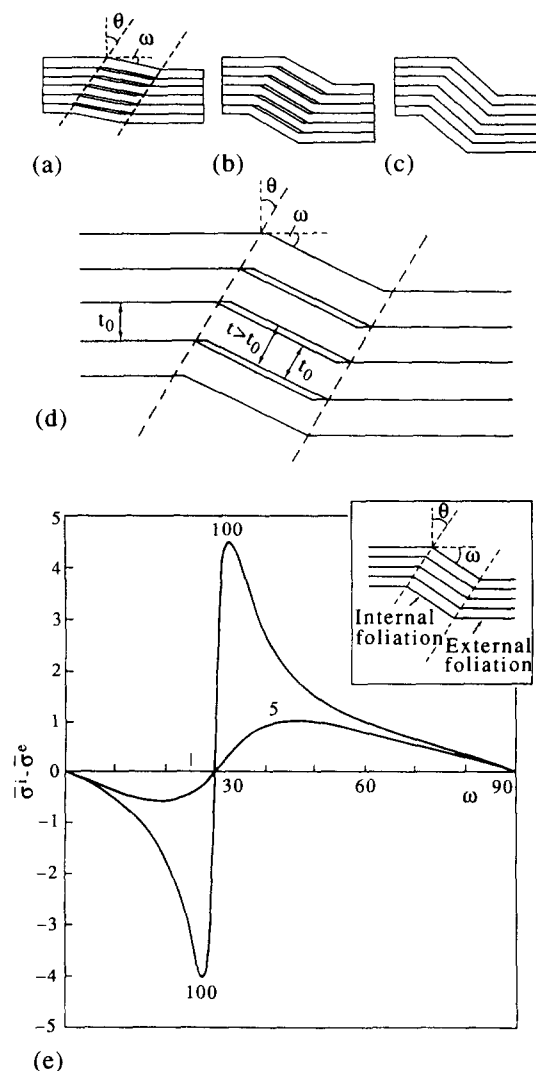 θ
ω
(a)
(b)
(c)
θ
ω
t₀
t>t₀
t₀
(d)
5
4
3
2
1
0
-1
-2
-3
-4
-5
σ̄ⁱ-σ̄ᵉ
100
5
100
30
60
90
ω
θ
ω
Internal
foliation
External
foliation
(e)